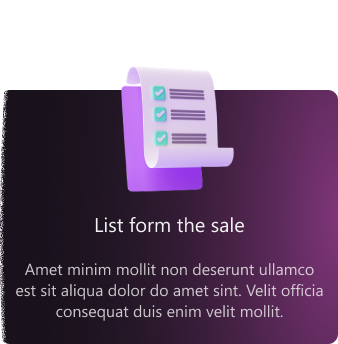 List form the sale
Amet minim mollit non deserunt ullamco
est sit aliqua dolor do amet sint. Velit officia
consequat duis enim velit mollit.